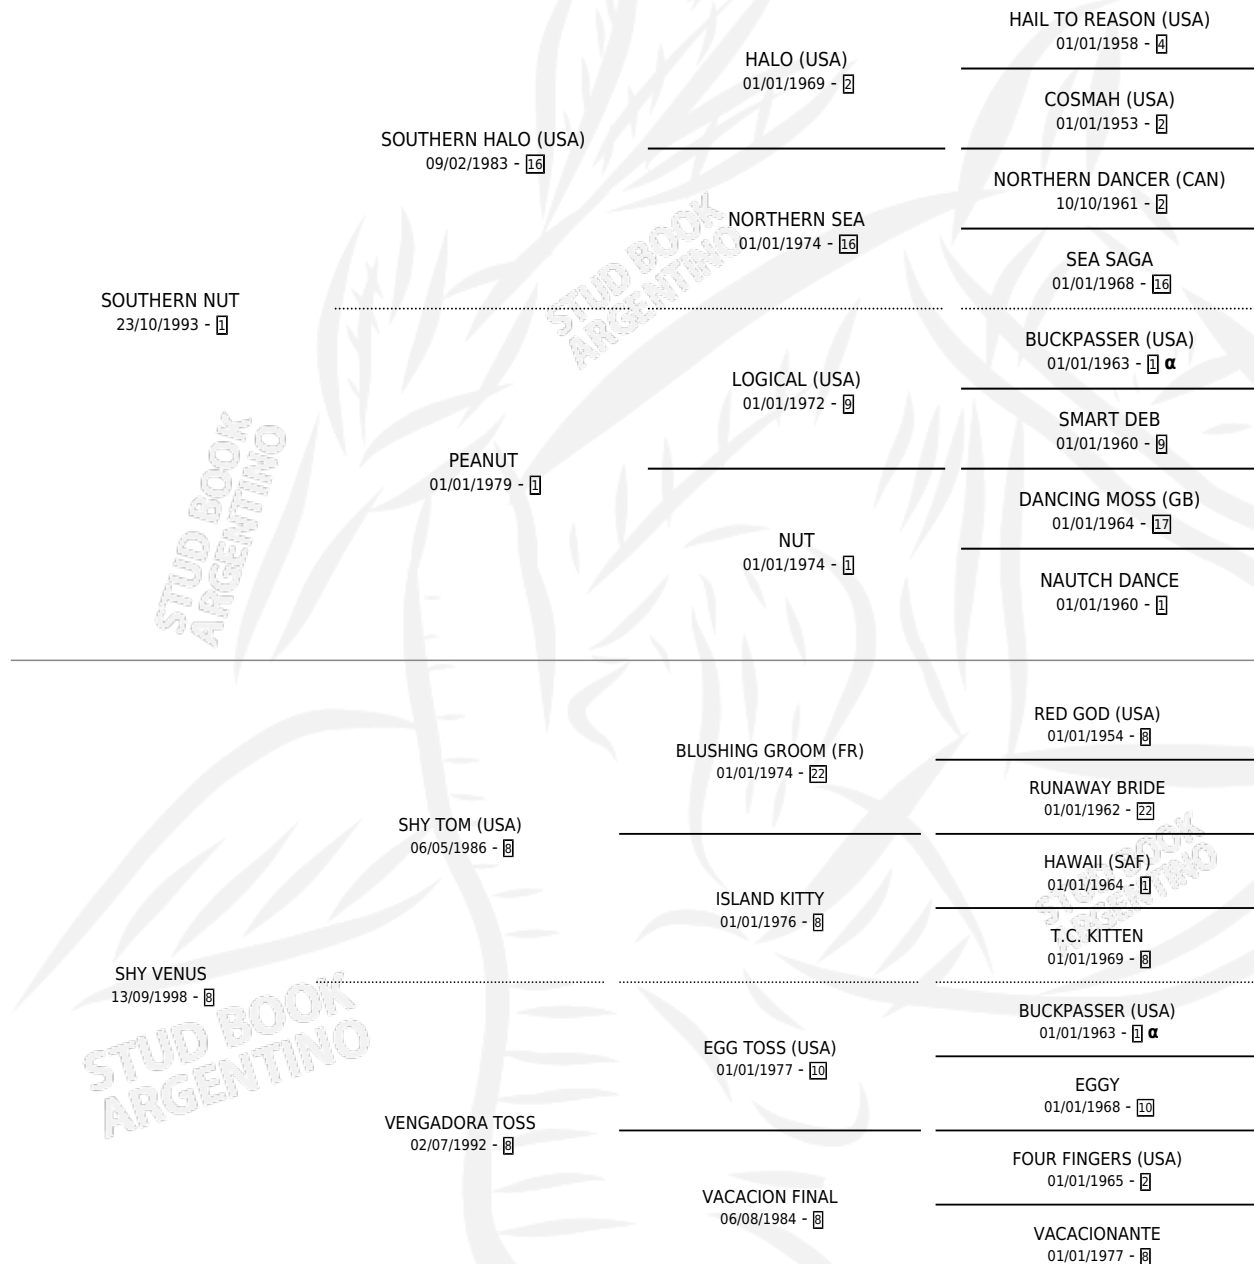 HAIL TO REASON (USA)
01/01/1958 - 4
HALO (USA)
01/01/1969 - 2
COSMAH (USA)
01/01/1953 - 2
SOUTHERN HALO (USA)
09/02/1983 - 16
NORTHERN DANCER (CAN)
10/10/1961 - 2
NORTHERN SEA
01/01/1974 - 16
SEA SAGA
01/01/1968 - 16
SOUTHERN NUT
23/10/1993 - 1
BUCKPASSER (USA)
01/01/1963 - 1 α
LOGICAL (USA)
01/01/1972 - 9
SMART DEB
01/01/1960 - 9
PEANUT
01/01/1979 - 1
DANCING MOSS (GB)
01/01/1964 - 17
NUT
01/01/1974 - 1
NAUTCH DANCE
01/01/1960 - 1
RED GOD (USA)
01/01/1954 - 8
BLUSHING GROOM (FR)
01/01/1974 - 22
RUNAWAY BRIDE
01/01/1962 - 22
SHY TOM (USA)
06/05/1986 - 8
HAWAII (SAF)
01/01/1964 - 1
ISLAND KITTY
01/01/1976 - 8
T.C. KITTEN
01/01/1969 - 8
SHY VENUS
13/09/1998 - 8
BUCKPASSER (USA)
01/01/1963 - 1 α
EGG TOSS (USA)
01/01/1977 - 10
EGGY
01/01/1968 - 10
VENGADORA TOSS
02/07/1992 - 8
FOUR FINGERS (USA)
01/01/1965 - 2
VACACION FINAL
06/08/1984 - 8
VACACIONANTE
01/01/1977 - 8
STUD BOOK
ARGENTINO
STUD BOOK
ARGENTINO
STUD BOOK
ARGENTINO
STUD BOOK
ARGENTINO